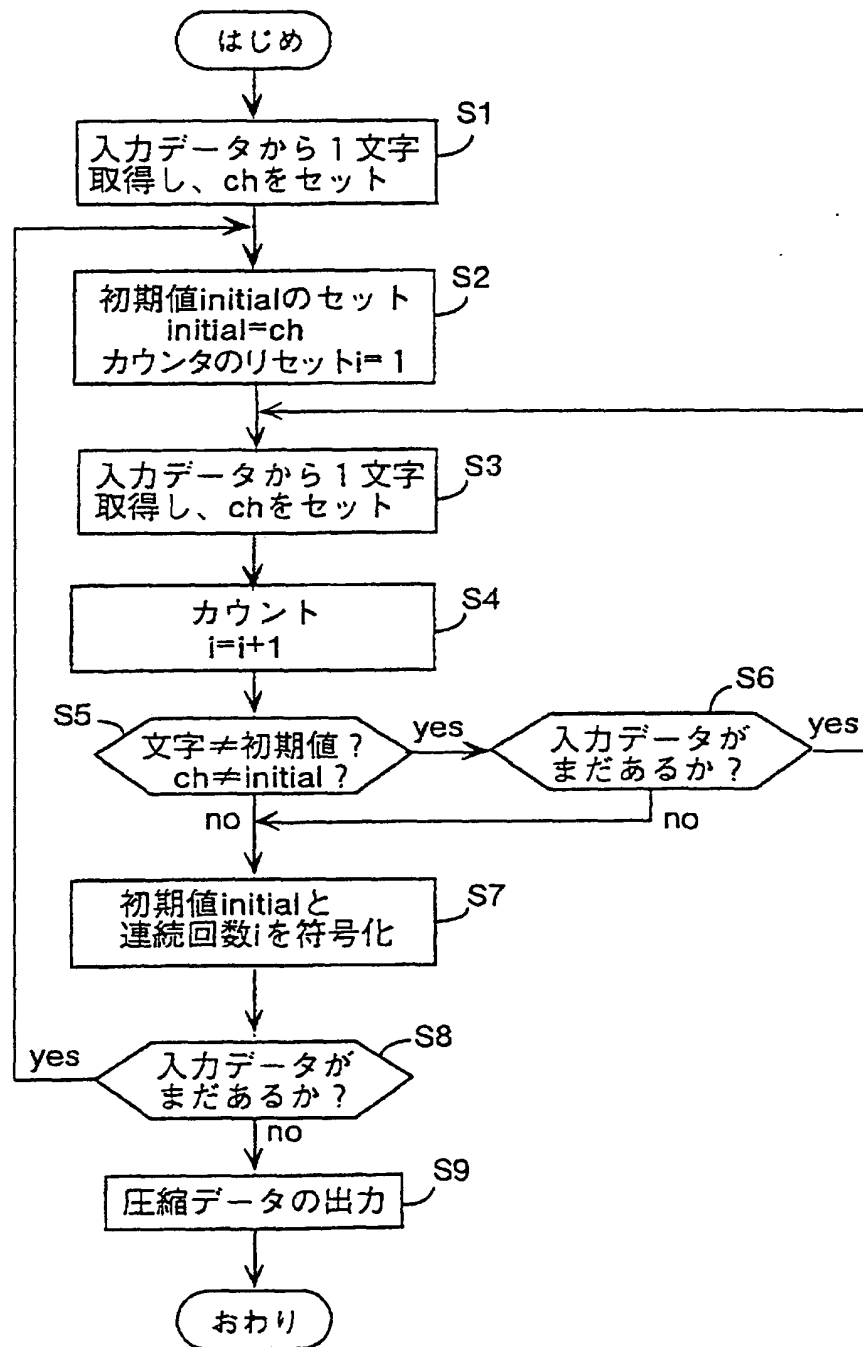 はじめ
S1
入力データから1文字
取得し、chをセット
S2
初期値initialのセット
initial=ch
カウンタのリセットi=1
S3
入力データから1文字
取得し、chをセット
S4
カウント
i=i+1
S5
文字≠初期値?
ch≠initial?
yes
no
S6
入力データが
まだあるか?
yes
no
S7
初期値initialと
連続回数iを符号化
S8
入力データが
まだあるか?
yes
no
S9
圧縮データの出力
おわり